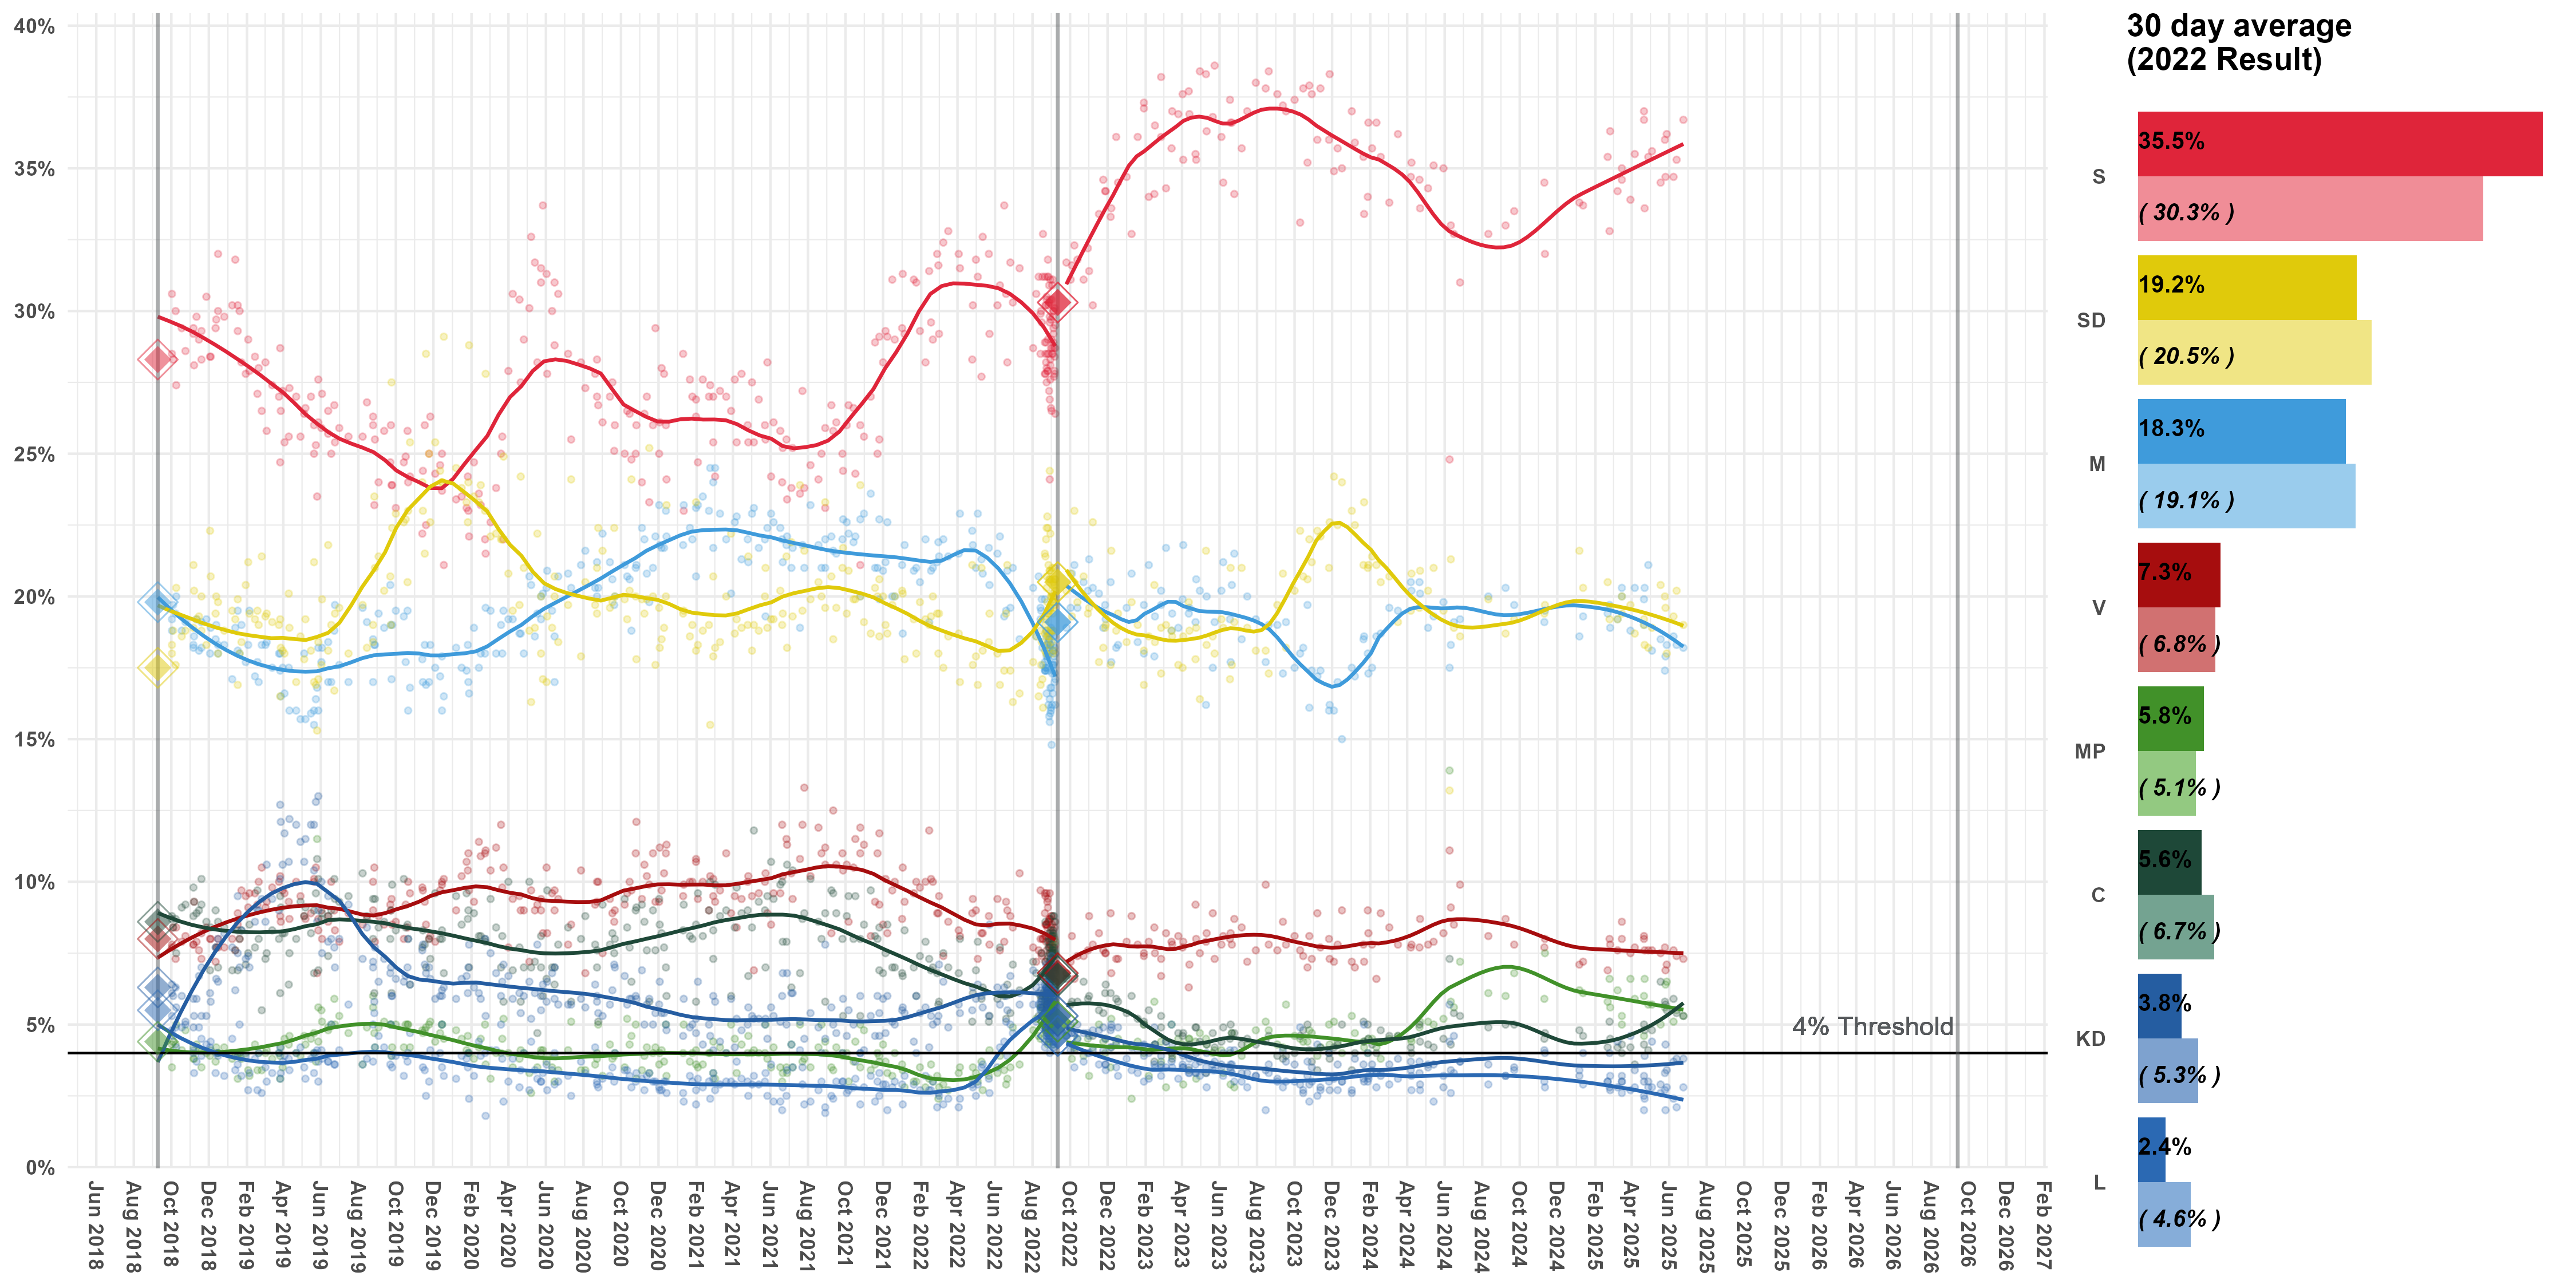 40%
35%
30%
25%
20%
15%
10%
5%
0%
4% Threshold
Jun 2018
Aug 2018
Oct 2018
Dec 2018
Feb 2019
Apr 2019
Jun 2019
Aug 2019
Oct 2019
Dec 2019
Feb 2020
Apr 2020
Jun 2020
Aug 2020
Oct 2020
Dec 2020
Feb 2021
Apr 2021
Jun 2021
Aug 2021
Oct 2021
Dec 2021
Feb 2022
Apr 2022
Jun 2022
Aug 2022
Oct 2022
Dec 2022
Feb 2023
Apr 2023
Jun 2023
Aug 2023
Oct 2023
Dec 2023
Feb 2024
Apr 2024
Jun 2024
Aug 2024
Oct 2024
Dec 2024
Feb 2025
Apr 2025
Jun 2025
Aug 2025
Oct 2025
Dec 2025
Feb 2026
Apr 2026
Jun 2026
Aug 2026
Oct 2026
Dec 2026
Feb 2027
30 day average
(2022 Result)
S
35.5%
( 30.3% )
SD
19.2%
( 20.5% )
M
18.3%
( 19.1% )
V
7.3%
( 6.8% )
MP
5.8%
( 5.1% )
C
5.6%
( 6.7% )
KD
3.8%
( 5.3% )
L
2.4%
( 4.6% )